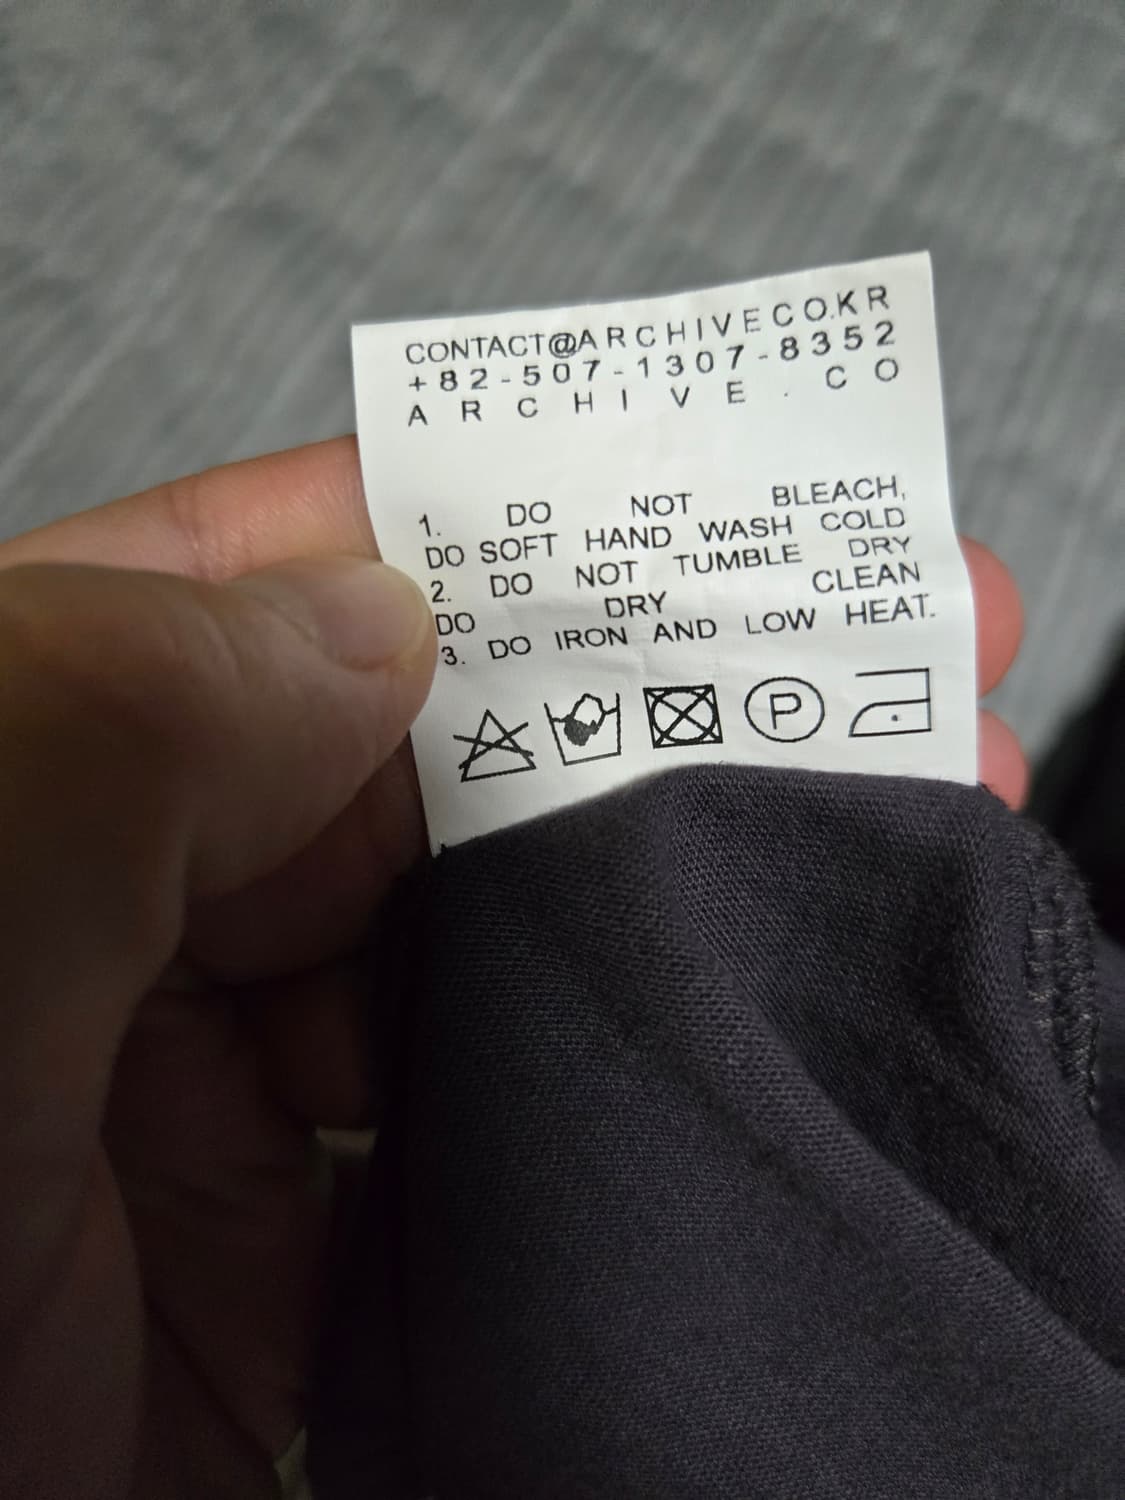 CONTACT@ARCHIVECO.KR
+82-507-1307-8352
ARCHIVE.CO
1. DO NOT BLEACH,
DO SOFT HAND WASH COLD
2. DO NOT TUMBLE DRY
DO DRY CLEAN
3. DO IRON AND LOW HEAT.
P